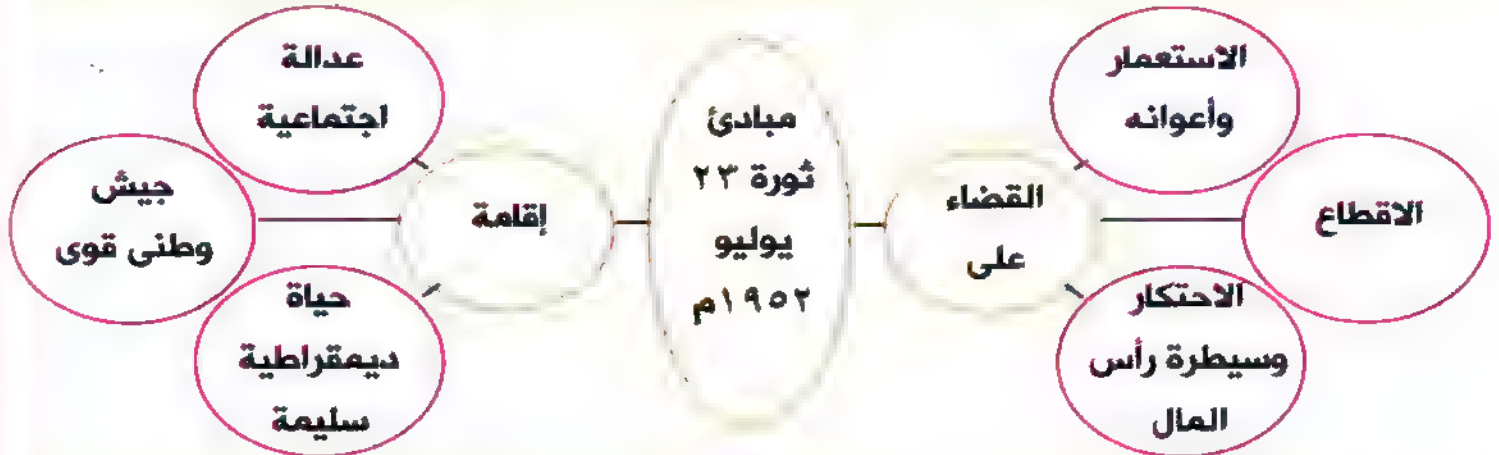 مبادئ
ثورة ٢٣
يوليو
١٩٥٢م
القضاء
على
الاستعمار
وأعوانه
الاقطاع
الاحتكار
وسيطرة رأس
المال
إقامة
عدالة
اجتماعية
جيش
وطنى قوى
حياة
ديمقراطية
سليمة